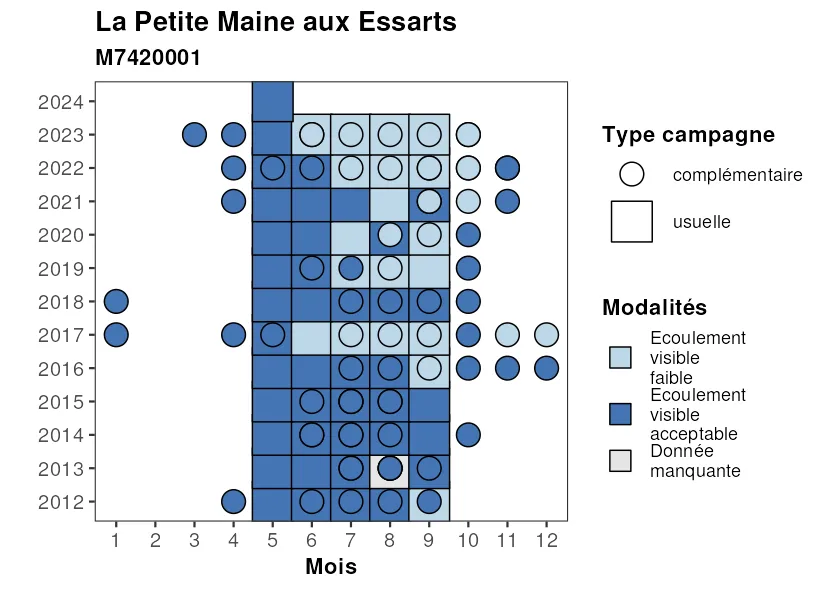 La Petite Maine aux Essarts
M7420001
2024
2023
2022
2021
2020
2019
2018
2017
2016
2015
2014
2013
2012
1 2 3 4 5 6 7 8 9 10 11 12
Mois
Type campagne
complémentaire
usuelle
Modalités
Ecoulement
visible
faible
Ecoulement
visible
acceptable
Donnée
manquante